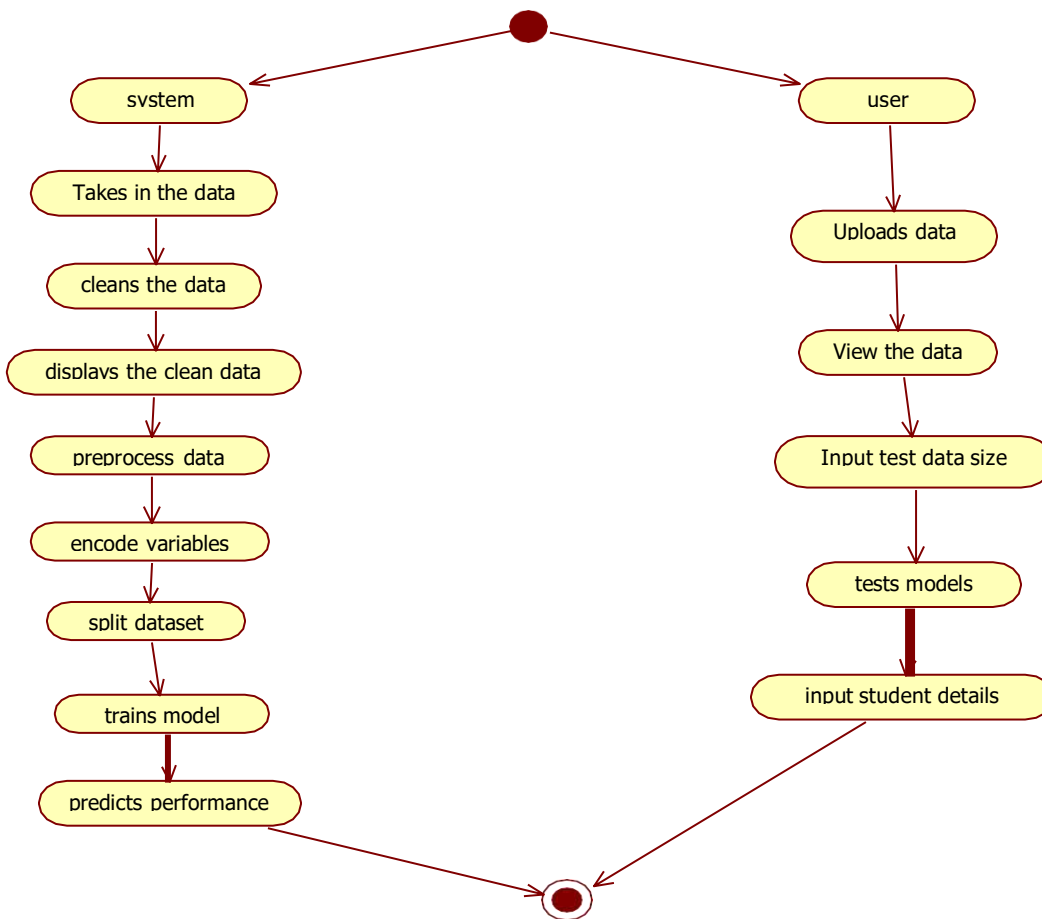 system
Takes in the data
cleans the data
displays the clean data
preprocess data
encode variables
split dataset
trains model
predicts performance
user
Uploads data
View the data
Input test data size
tests models
input student details